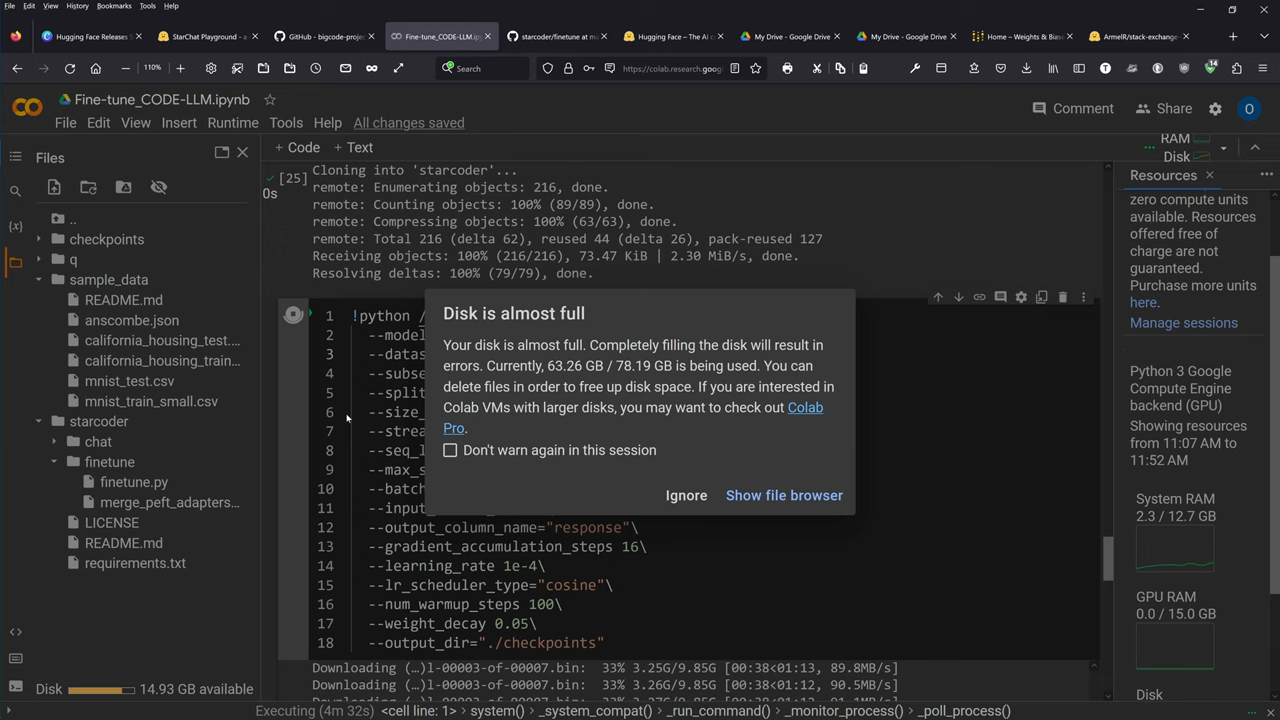 File Edit View History Bookmarks Tools Help
Hugging Face Releases S
StarChat Playground - a
GitHub - bigcode-projec
Fine-tune_CODE-LLM.ipy
starcoder/finetune at ma
Hugging Face – The AI c
My Drive - Google Drive
My Drive - Google Drive
Home – Weights & Biase
ArmelR/stack-exchange-
110%
Search
https://colab.research.goog
14
Fine-tune_CODE-LLM.ipynb
Comment
Share
O
File Edit View Insert Runtime Tools Help All changes saved
+ Code + Text
RAM
Disk
Files
..
checkpoints
q
sample_data
README.md
anscombe.json
california_housing_test....
california_housing_train...
mnist_test.csv
mnist_train_small.csv
starcoder
chat
finetune
finetune.py
merge_peft_adapters...
LICENSE
README.md
requirements.txt
Disk 14.93 GB available
[25]
0s
Cloning into 'starcoder'...
remote: Enumerating objects: 216, done.
remote: Counting objects: 100% (89/89), done.
remote: Compressing objects: 100% (63/63), done.
remote: Total 216 (delta 62), reused 44 (delta 26), pack-reused 127
Receiving objects: 100% (216/216), 73.47 KiB | 2.30 MiB/s, done.
Resolving deltas: 100% (79/79), done.
1 !python /
2 --model
3 --datas
4 --subse
5 --split
6 --size_
7 --strea
8 --seq_l
9 --max_s
10 --batch
11 --input_
12 --output_column_name="response"\
13 --gradient_accumulation_steps 16\
14 --learning_rate 1e-4\
15 --lr_scheduler_type="cosine"\
16 --num_warmup_steps 100\
17 --weight_decay 0.05\
18 --output_dir="./checkpoints"
Disk is almost full
Your disk is almost full. Completely filling the disk will result in
errors. Currently, 63.26 GB / 78.19 GB is being used. You can
delete files in order to free up disk space. If you are interested in
Colab VMs with larger disks, you may want to check out Colab
Pro.
Don't warn again in this session
Ignore Show file browser
Downloading (…)l-00003-of-00007.bin: 33% 3.25G/9.85G [00:38<01:13, 89.8MB/s]
Downloading (…)l-00003-of-00007.bin: 33% 3.26G/9.85G [00:38<01:12, 90.5MB/s]
Executing (4m 32s) <cell line: 1> system() _system_compat() _run_command() _monitor_process() _poll_process()
Resources
zero compute units
available. Resources
offered free of
charge are not
guaranteed.
Purchase more units
here.
Manage sessions
Python 3 Google
Compute Engine
backend (GPU)
Showing resources
from 11:07 AM to
11:52 AM
System RAM
2.3 / 12.7 GB
GPU RAM
0.0 / 15.0 GB
Disk